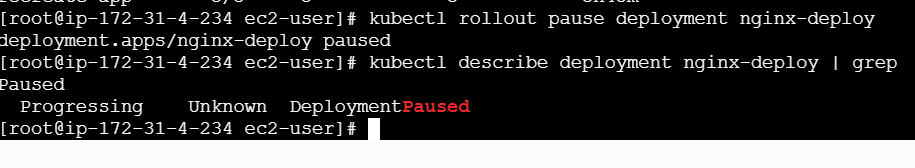 [root@ip-172-31-4-234 ec2-user]# kubectl rollout pause deployment nginx-deploy
deployment.apps/nginx-deploy paused
[root@ip-172-31-4-234 ec2-user]# kubectl describe deployment nginx-deploy | grep
Paused
  Progressing    Unknown  DeploymentPaused
[root@ip-172-31-4-234 ec2-user]#